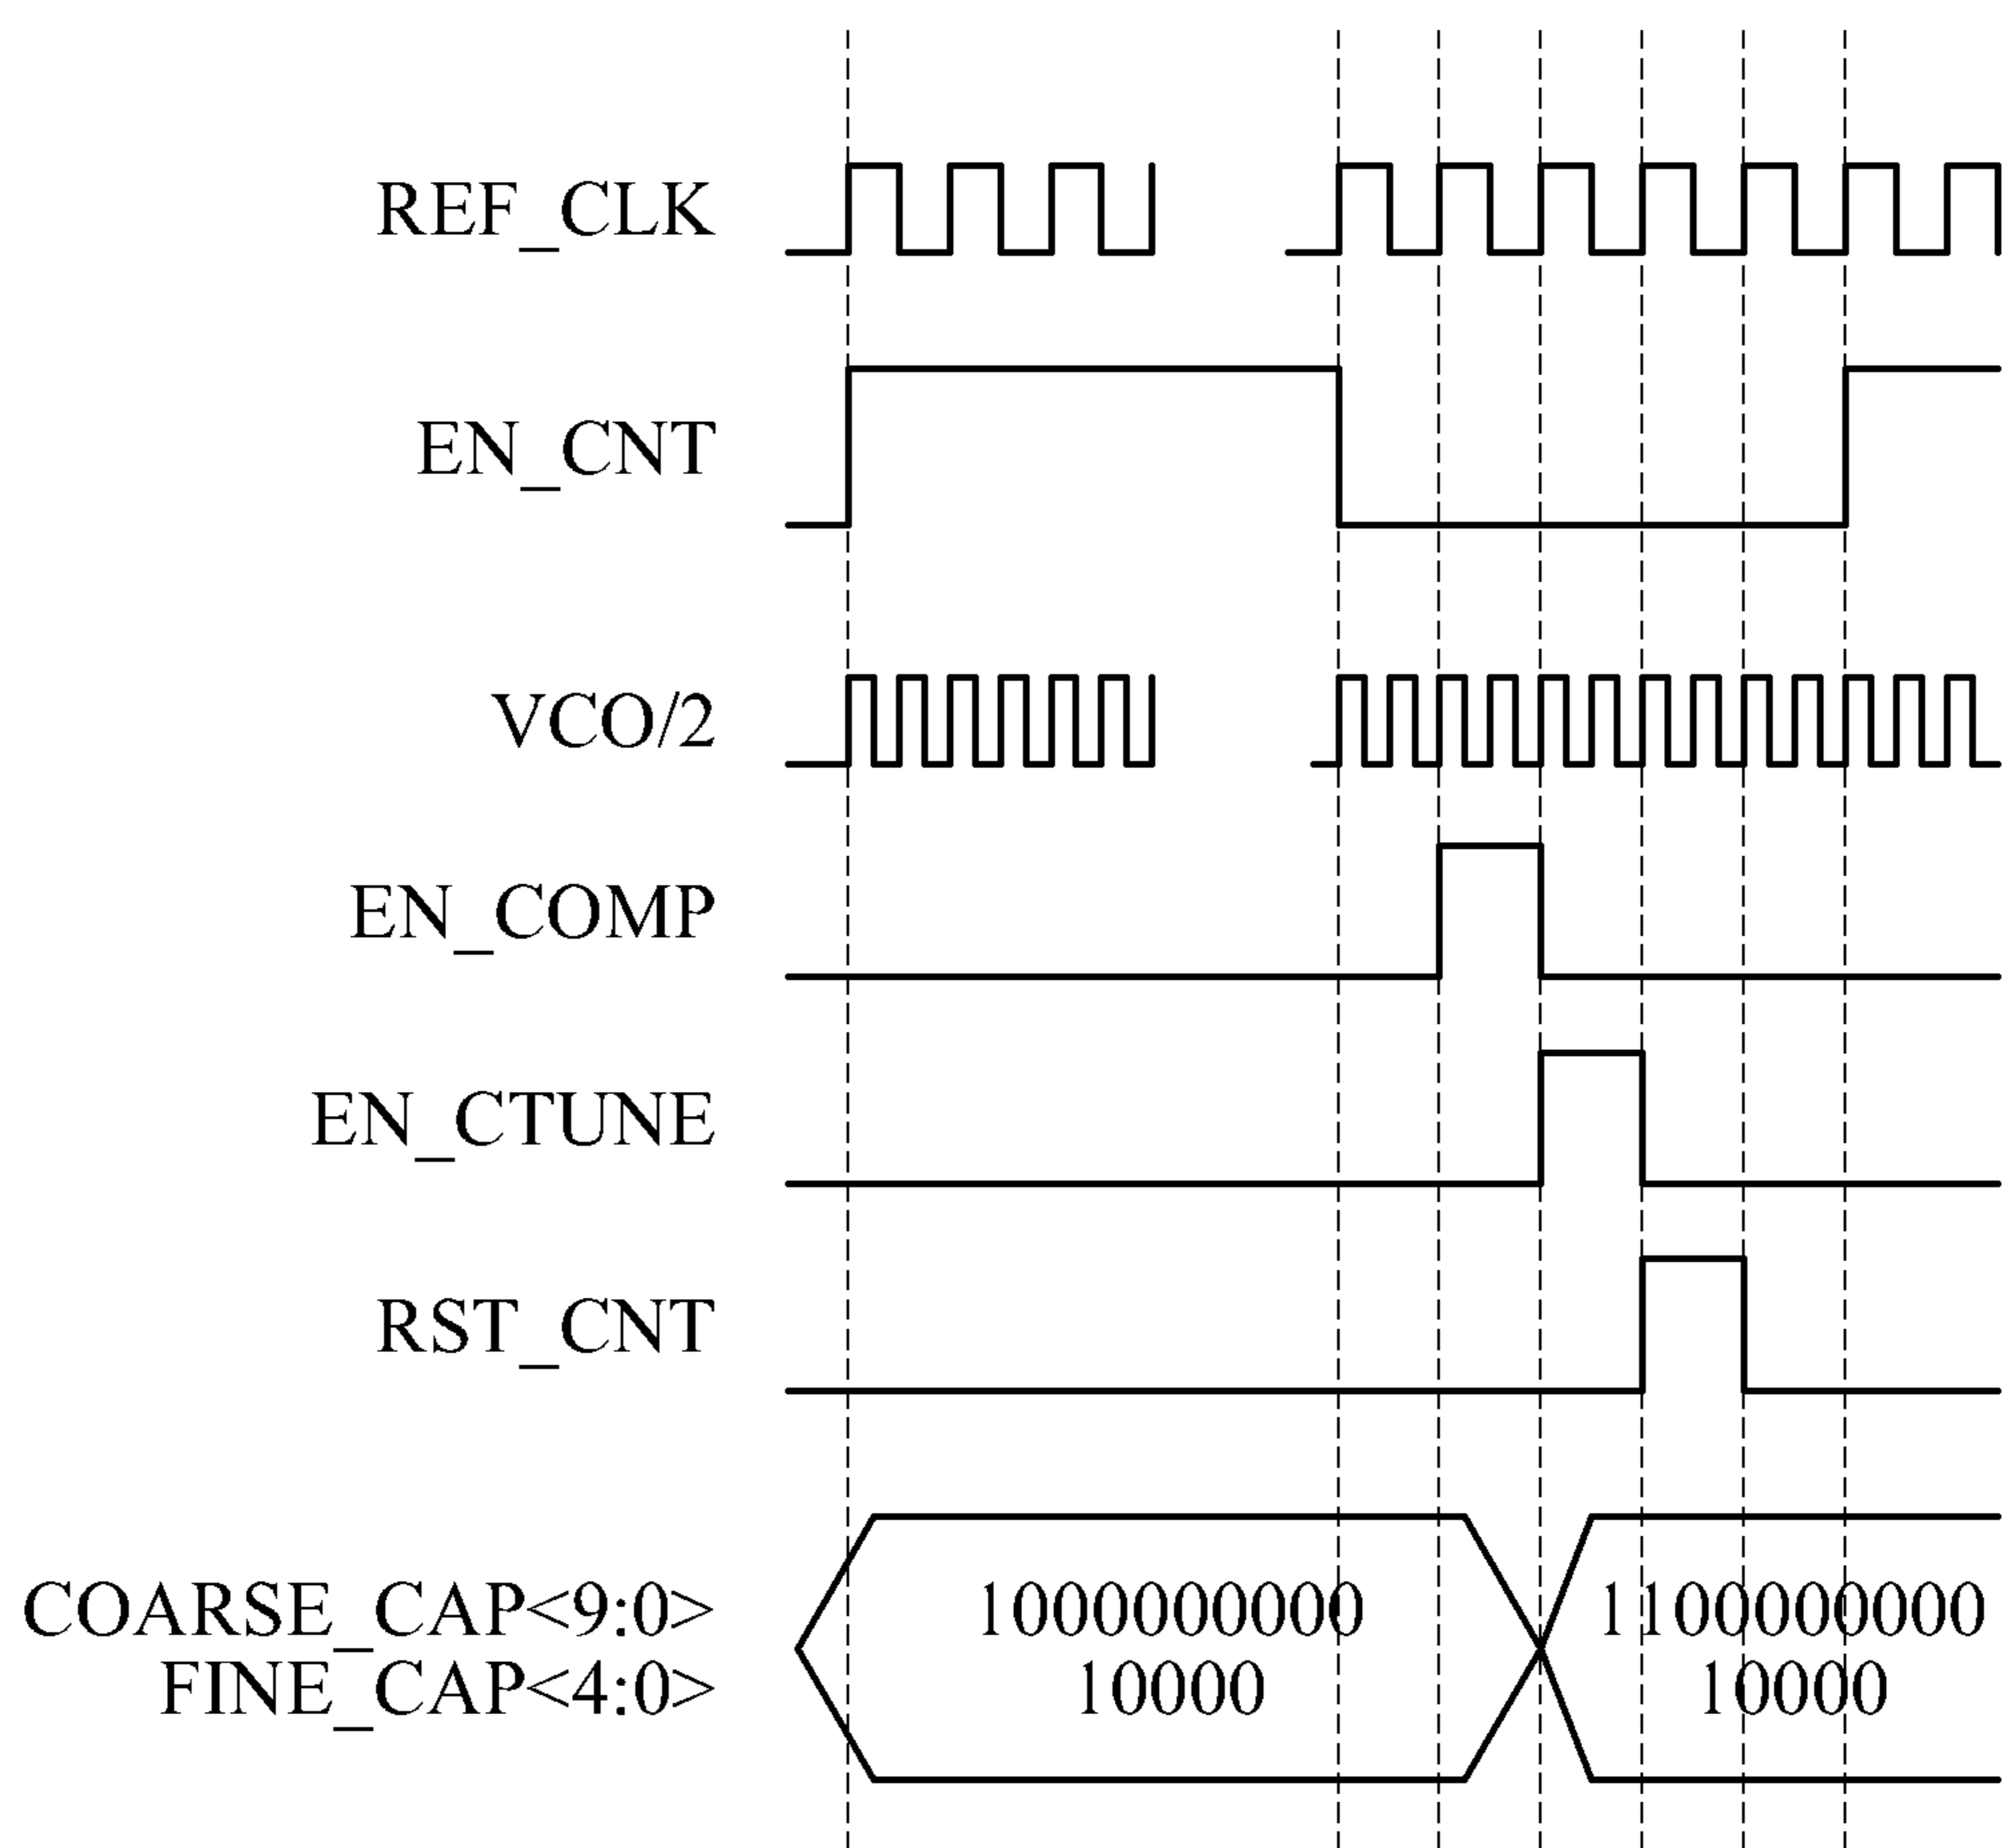 REF_CLK
EN_CNT
VCO/2
EN_COMP
EN_CTUNE
RST_CNT
COARSE_CAP<9:0> 1000000000 1100000000
FINE_CAP<4:0> 10000 10000